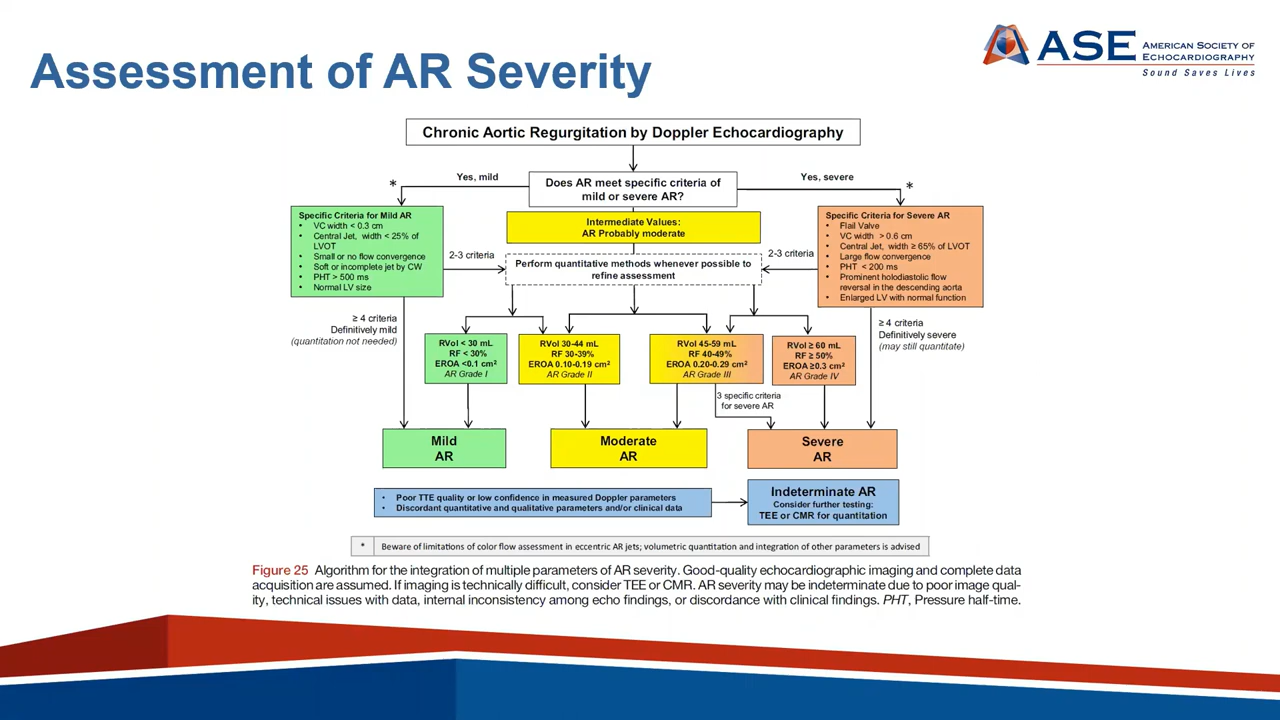 Assessment of AR Severity
ASE
AMERICAN SOCIETY OF
ECHOCARDIOGRAPHY
Sound Saves Lives
Chronic Aortic Regurgitation by Doppler Echocardiography
Does AR meet specific criteria of
mild or severe AR?
Yes, mild
Yes, severe
*
*
Specific Criteria for Mild AR
• VC width < 0.3 cm
• Central Jet, width < 25% of
LVOT
• Small or no flow convergence
• Soft or incomplete jet by CW
• PHT > 500 ms
• Normal LV size
Intermediate Values:
AR Probably moderate
Specific Criteria for Severe AR
• Flail Valve
• VC width > 0.6 cm
• Central Jet, width ≥ 65% of LVOT
• Large flow convergence
• PHT < 200 ms
• Prominent holodiastolic flow
reversal in the descending aorta
• Enlarged LV with normal function
2-3 criteria
2-3 criteria
Perform quantitative methods whenever possible to
refine assessment
≥ 4 criteria
Definitively mild
(quantitation not needed)
≥ 4 criteria
Definitively severe
(may still quantitate)
RVol < 30 mL
RF < 30%
EROA <0.1 cm²
AR Grade I
RVol 30-44 mL
RF 30-39%
EROA 0.10-0.19 cm²
AR Grade II
RVol 45-59 mL
RF 40-49%
EROA 0.20-0.29 cm²
AR Grade III
RVol ≥ 60 mL
RF ≥ 50%
EROA ≥0.3 cm²
AR Grade IV
3 specific criteria
for severe AR
Mild
AR
Moderate
AR
Severe
AR
• Poor TTE quality or low confidence in measured Doppler parameters
• Discordant quantitative and qualitative parameters and/or clinical data
Indeterminate AR
Consider further testing:
TEE or CMR for quantitation
* Beware of limitations of color flow assessment in eccentric AR jets; volumetric quantitation and integration of other parameters is advised
Figure 25 Algorithm for the integration of multiple parameters of AR severity. Good-quality echocardiographic imaging and complete data
acquisition are assumed. If imaging is technically difficult, consider TEE or CMR. AR severity may be indeterminate due to poor image qual-
ity, technical issues with data, internal inconsistency among echo findings, or discordance with clinical findings. PHT, Pressure half-time.